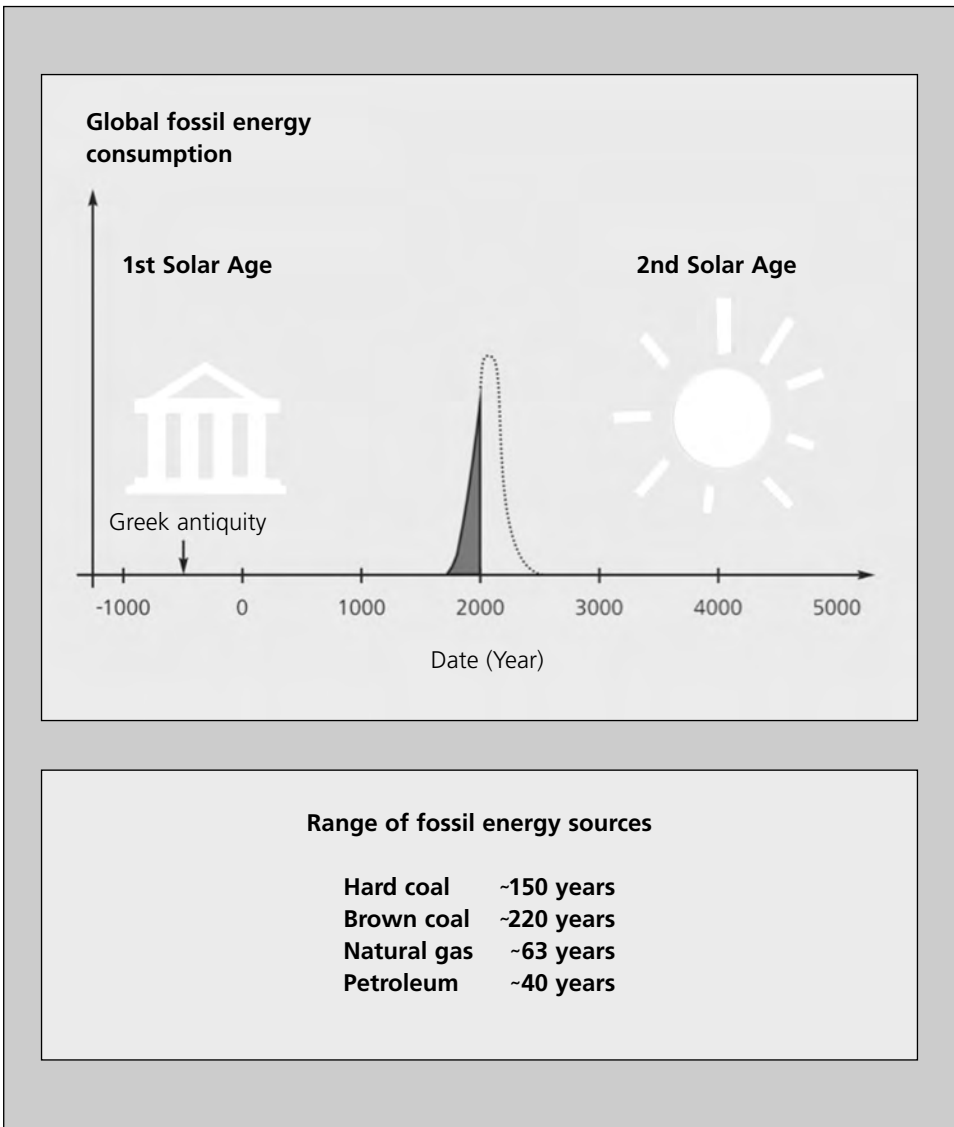 Global fossil energy
consumption
1st Solar Age
2nd Solar Age
Greek antiquity
-1000 0 1000 2000 3000 4000 5000
Date (Year)
Range of fossil energy sources
Hard coal ~150 years
Brown coal ~220 years
Natural gas ~63 years
Petroleum ~40 years